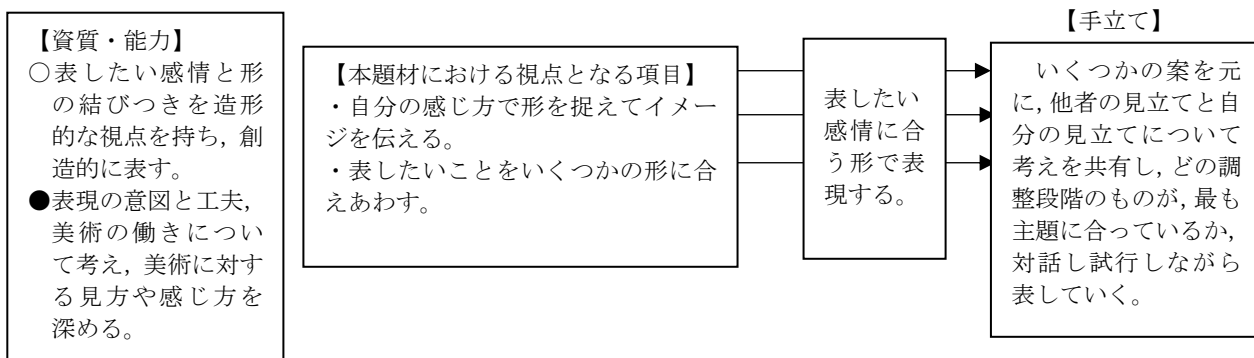 【資質・能力】
○表したい感情と形
の結びつきを造形
的な視点を持ち，創
造的に表す。
●表現の意図と工夫，
美術の働きについ
て考え，美術に対す
る見方や感じ方を
深める。
【本題材における視点となる項目】
・自分の感じ方で形を捉えてイメー
ジを伝える。
・表したいことをいくつかの形に合
えあわす。
表したい
感情に合
う形で表
現する。
【手立て】
いくつかの案を元
に，他者の見立てと自
分の見立てについて
考えを共有し，どの調
整段階のものが，最も
主題に合っているか，
対話し試行しながら
表していく。